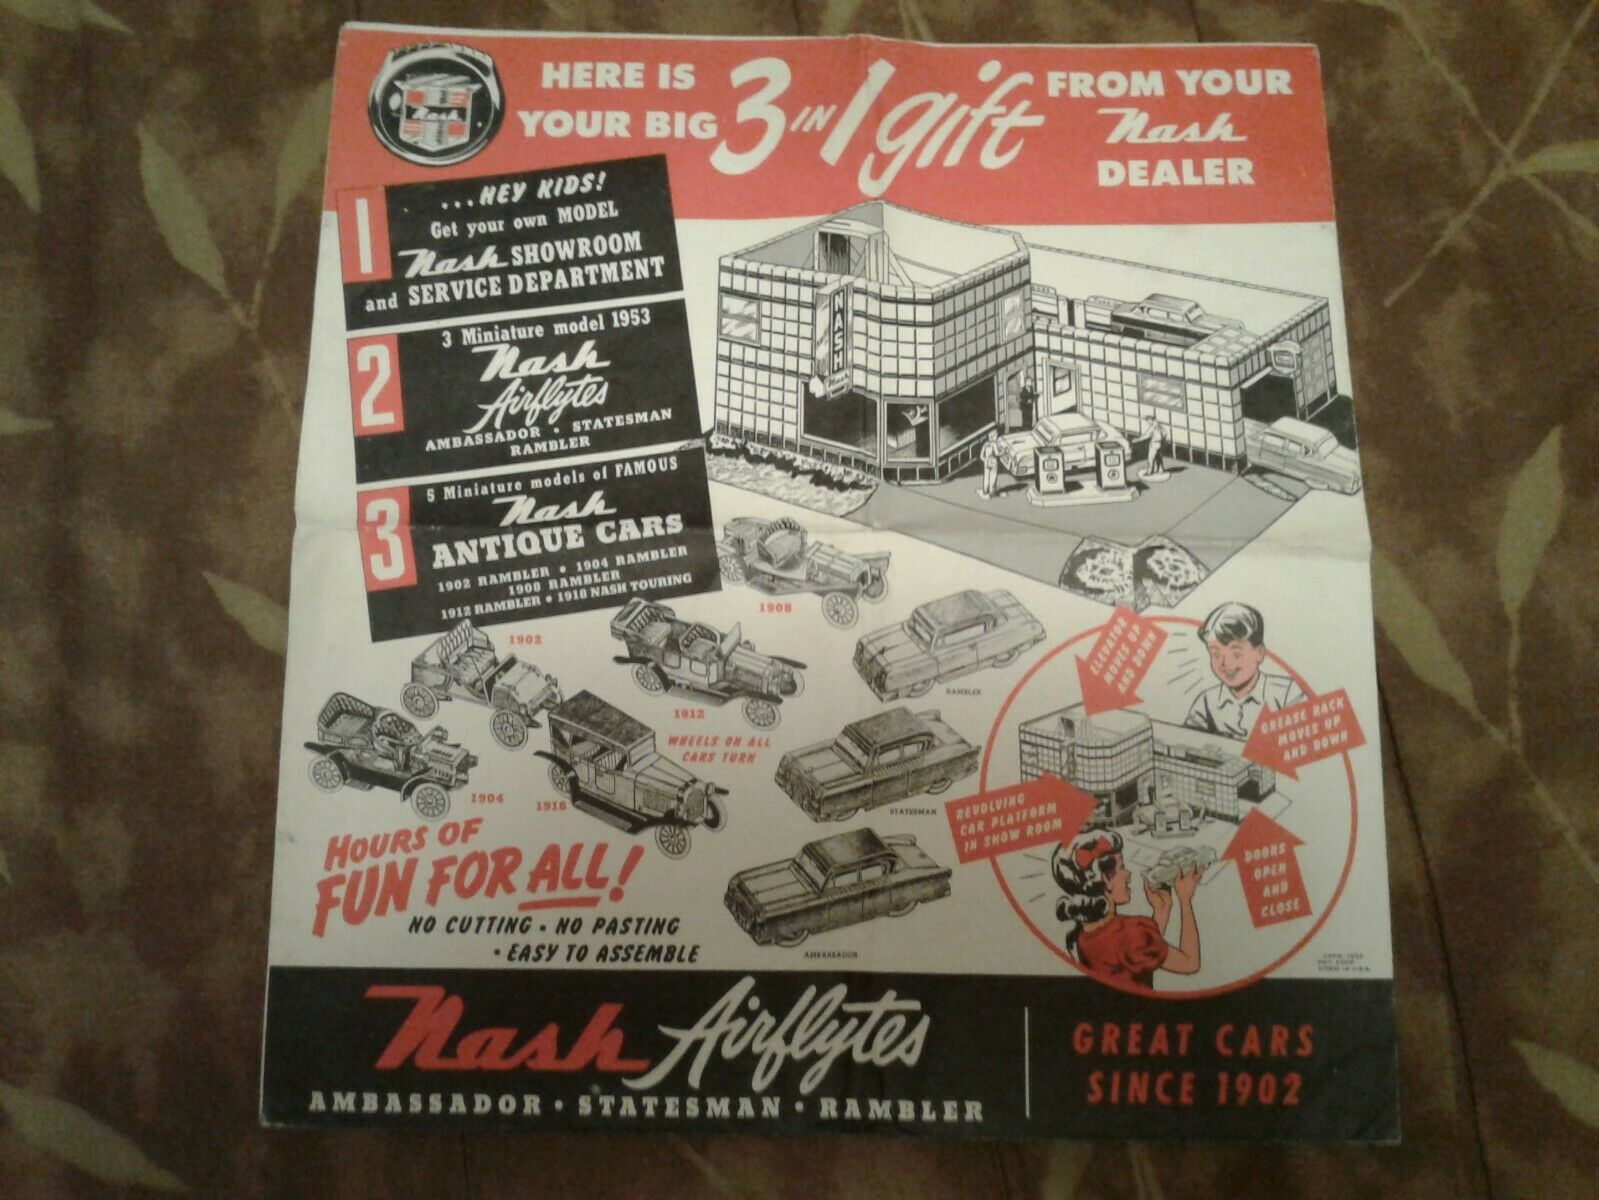 Nash
HERE IS
YOUR BIG
3 IN 1 gift
FROM YOUR
Nash
DEALER
1
...HEY KIDS!
Get your own MODEL
Nash SHOWROOM
and SERVICE DEPARTMENT
2
3 Miniature model 1953
Nash
Airflytes
AMBASSADOR • STATESMAN
RAMBLER
3
5 Miniature models of FAMOUS
Nash
ANTIQUE CARS
1902 RAMBLER • 1904 RAMBLER
1908 RAMBLER
1912 RAMBLER • 1918 NASH TOURING
NASH
Nash
1908
1902
1912
1904
1918
WHEELS ON ALL
CARS TURN
RAMBLER
STATESMAN
AMBASSADOR
ELEVATOR
MOVES UP
AND DOWN
GREASE RACK
MOVES UP
AND DOWN
REVOLVING
CAR PLATFORM
IN SHOW ROOM
DOORS
OPEN
AND
CLOSE
HOURS OF
FUN FOR ALL!
NO CUTTING • NO PASTING
• EASY TO ASSEMBLE
Nash Airflytes
AMBASSADOR • STATESMAN • RAMBLER
GREAT CARS
SINCE 1902